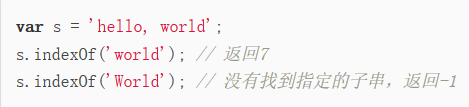 var s = 'hello, world';
s.indexOf('world'); // 返回7
s.indexOf('World'); // 没有找到指定的子串，返回-1